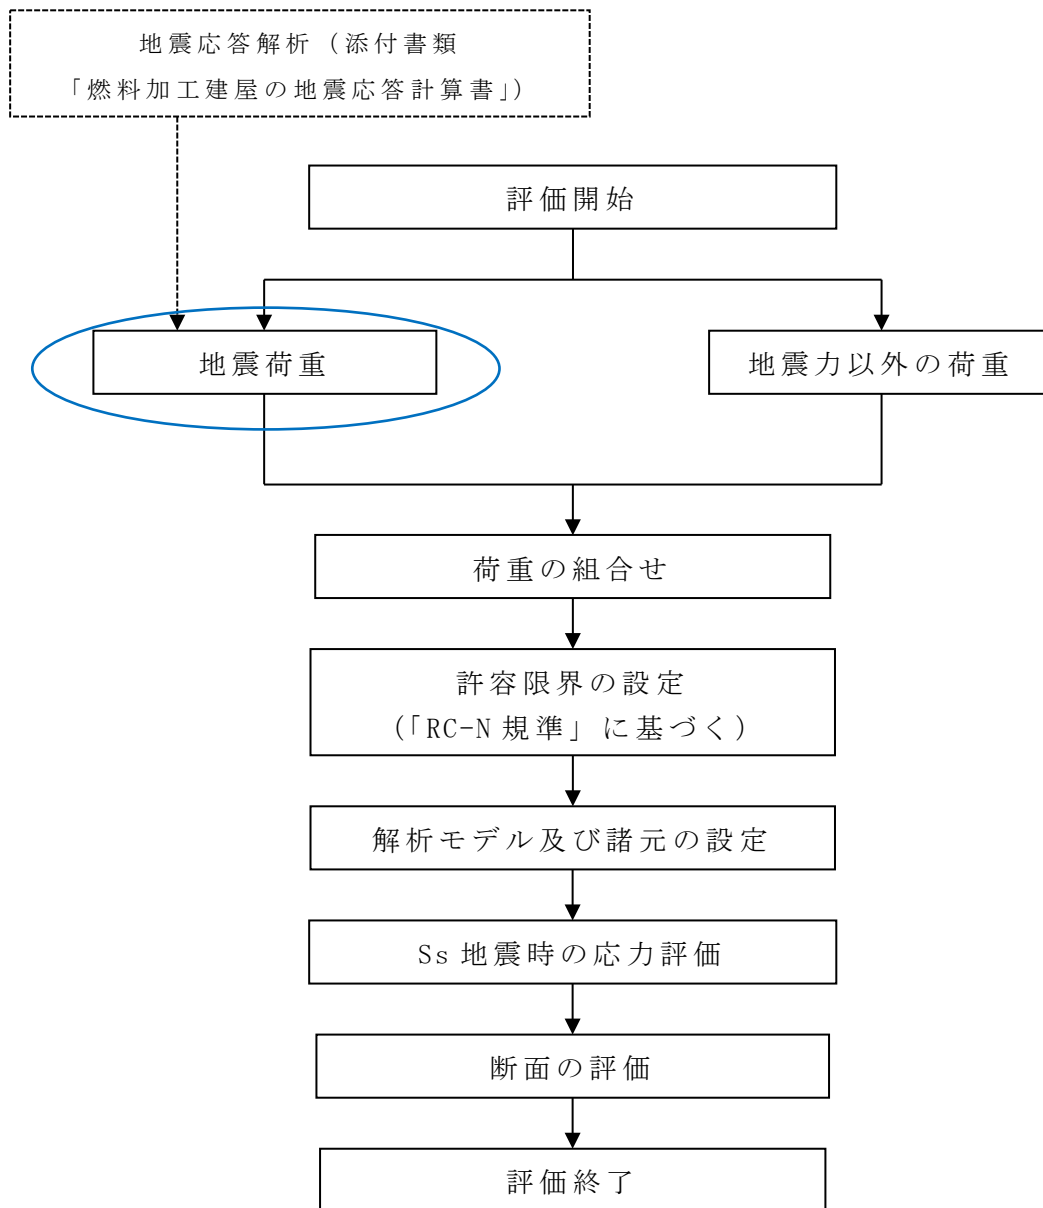 地震応答解析（添付書類
「燃料加工建屋の地震応答計算書」）
評価開始
地震荷重
地震力以外の荷重
荷重の組合せ
許容限界の設定
（「RC-N 規準」に基づく）
解析モデル及び諸元の設定
Ss 地震時の応力評価
断面の評価
評価終了